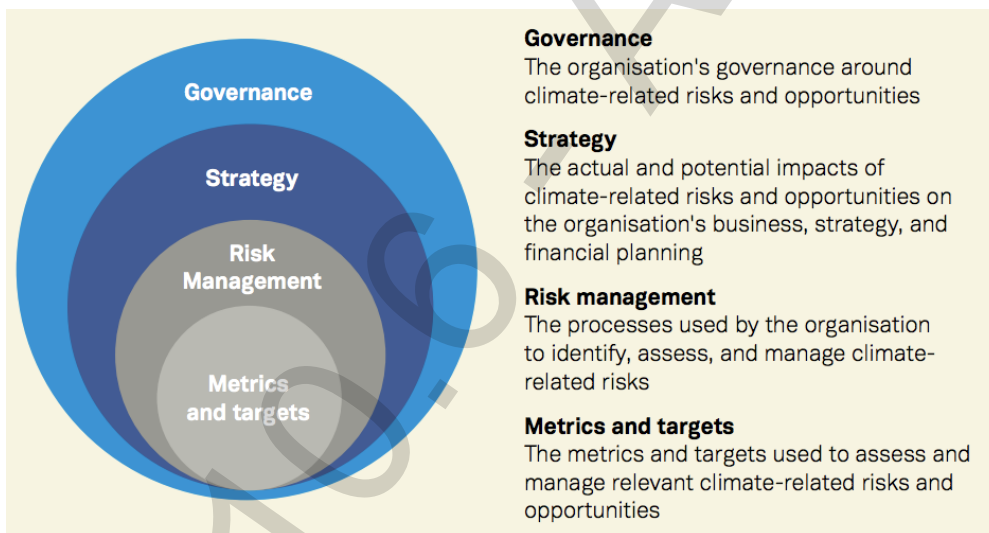 Governance
Strategy
Risk
Management
Metrics
and targets
Governance
The organisation's governance around
climate-related risks and opportunities
Strategy
The actual and potential impacts of
climate-related risks and opportunities on
the organisation's business, strategy, and
financial planning
Risk management
The processes used by the organisation
to identify, assess, and manage climate-
related risks
Metrics and targets
The metrics and targets used to assess and
manage relevant climate-related risks and
opportunities